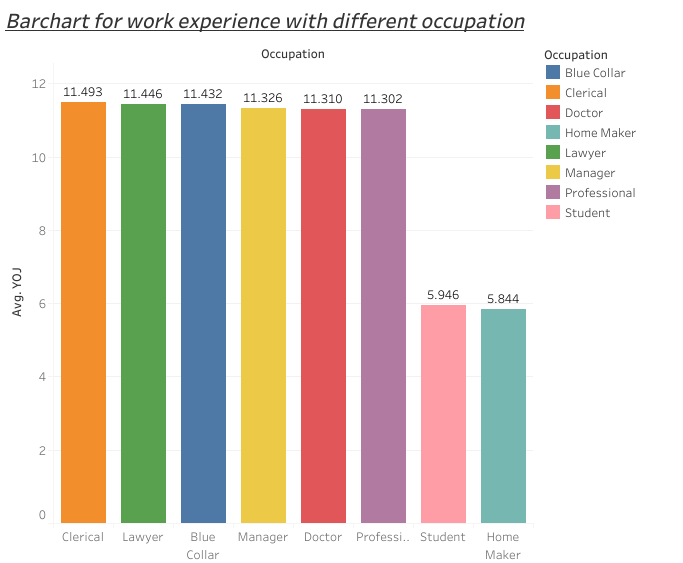 Barchart for work experience with different occupation
Occupation
Occupation
Blue Collar
Clerical
Doctor
Home Maker
Lawyer
Manager
Professional
Student
Avg. YOJ
12
10
8
6
4
2
0
11.493 11.446 11.432 11.326 11.310 11.302 5.946 5.844
Clerical Lawyer Blue Manager Doctor Professi.. Student Home
Collar Maker